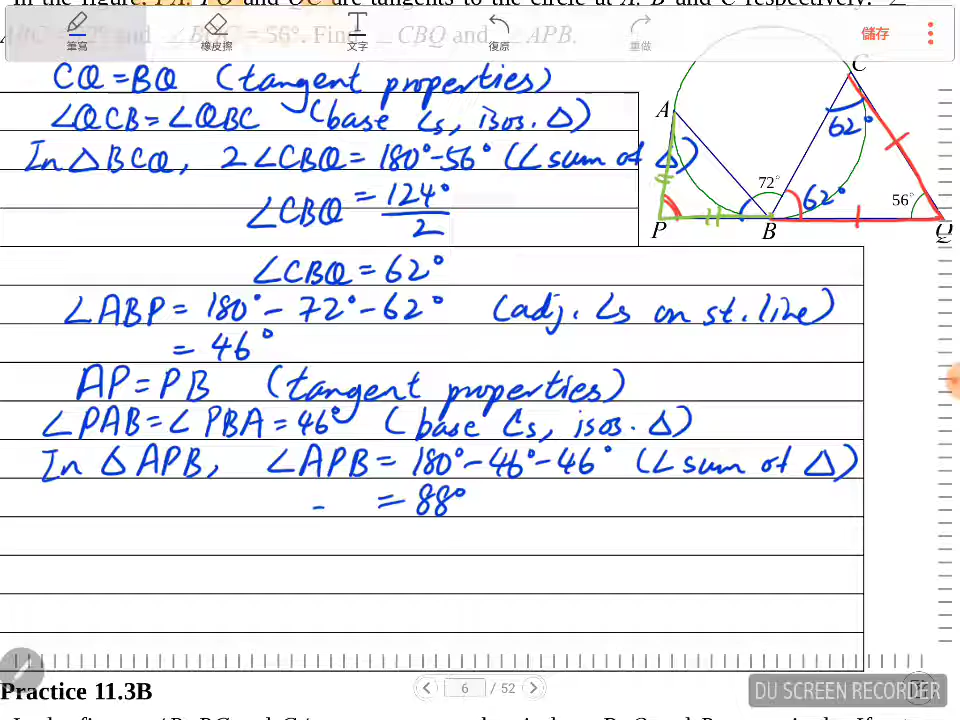 In the figure, PA, PQ and QC are tangents to the circle at A, B and C respectively. ∠
= 56°. Find ∠CBQ and ∠APB.
筆寫 橡皮擦 文字 復原 重做 儲存
CQ = BQ (tangent properties)
∠QCB = ∠QBC (base ∠s, isos. Δ)
In Δ BCQ, 2∠CBQ = 180° - 56° (∠ sum of Δ)
∠CBQ = 124° / 2
∠CBQ = 62°
∠ABP = 180° - 72° - 62° (adj. ∠s on st. line)
= 46°
AP = PB (tangent properties)
∠PAB = ∠PBA = 46° (base ∠s, isos. Δ)
In Δ APB, ∠APB = 180° - 46° - 46° (∠ sum of Δ)
= 88°
C
A
62°
72°
62°
56°
P
B
Q
Practice 11.3B
6 / 52
DU SCREEN RECORDER